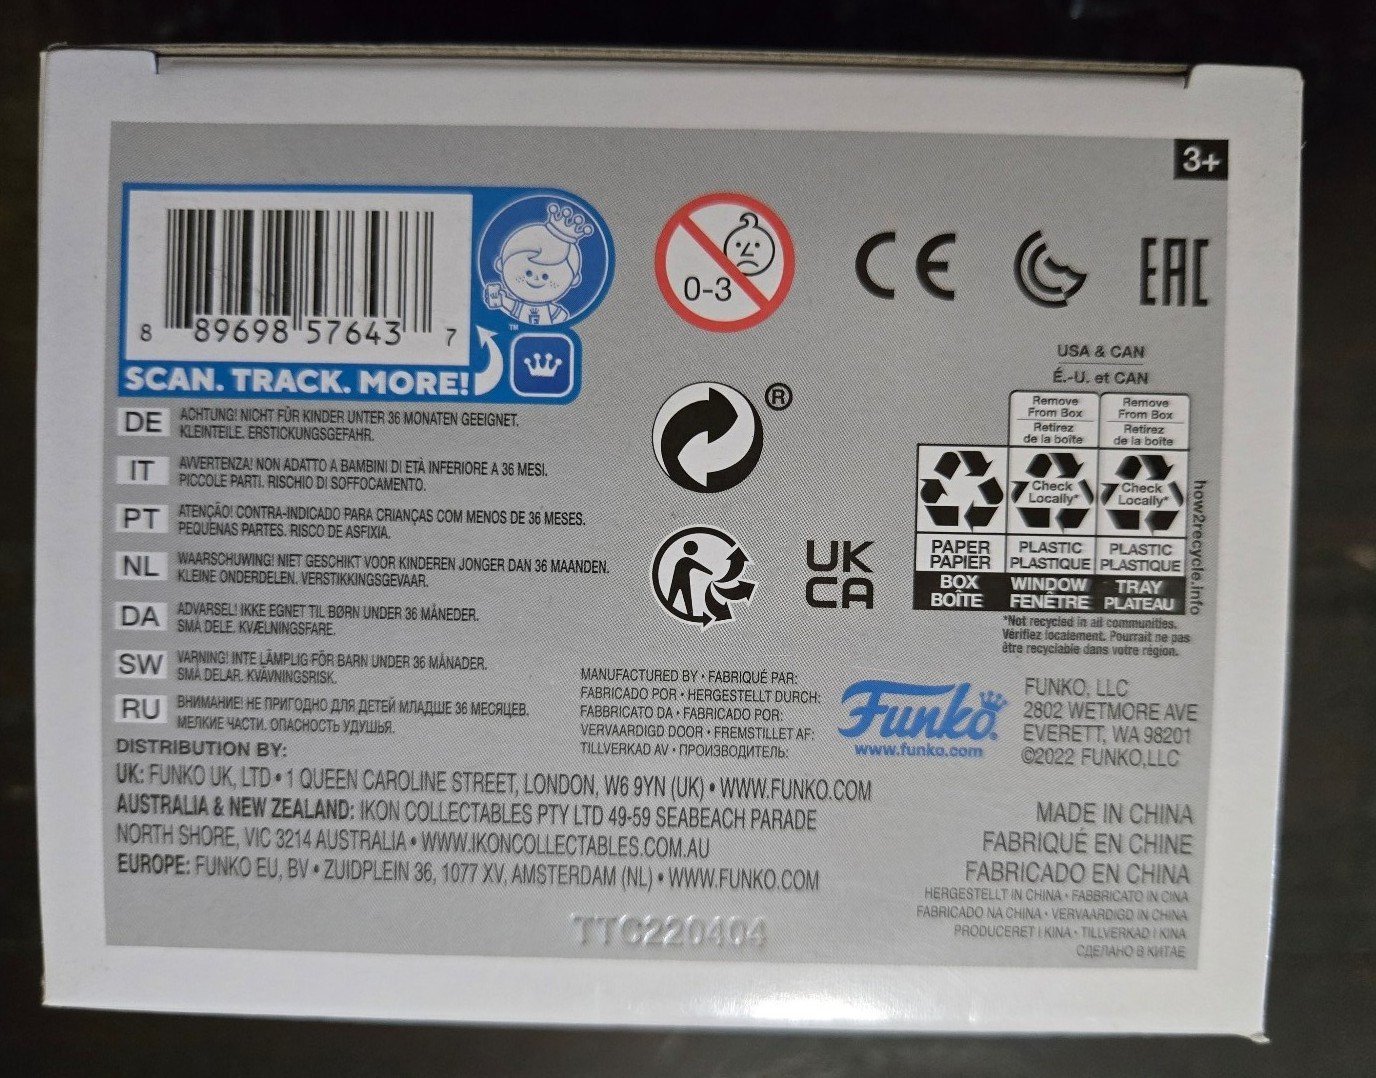 3+
8 89698 57643 7
™
SCAN. TRACK. MORE!
0-3
CE
EAC
USA & CAN
É.-U. et CAN
Remove
From Box
Retirez
de la boîte
Remove
From Box
Retirez
de la boîte
Check
Locally*
Check
Locally*
PAPER
PAPIER
PLASTIC
PLASTIQUE
PLASTIC
PLASTIQUE
BOX
BOÎTE
WINDOW
FENÊTRE
TRAY
PLATEAU
how2recycle.info
*Not recycled in all communities.
Vérifiez localement. Pourrait ne pas
être recyclable dans votre région.
®
UK
CA
DE ACHTUNG! NICHT FÜR KINDER UNTER 36 MONATEN GEEIGNET.
KLEINTEILE. ERSTICKUNGSGEFAHR.
IT AVVERTENZA! NON ADATTO A BAMBINI DI ETÀ INFERIORE A 36 MESI.
PICCOLE PARTI. RISCHIO DI SOFFOCAMENTO.
PT ATENÇÃO! CONTRA-INDICADO PARA CRIANÇAS COM MENOS DE 36 MESES.
PEQUENAS PARTES. RISCO DE ASFIXIA.
NL WAARSCHUWING! NIET GESCHIKT VOOR KINDEREN JONGER DAN 36 MAANDEN.
KLEINE ONDERDELEN. VERSTIKKINGSGEVAAR.
DA ADVARSEL! IKKE EGNET TIL BØRN UNDER 36 MÅNEDER.
SMÅ DELE. KVÆLNINGSFARE.
SW VARNING! INTE LÄMPLIG FÖR BARN UNDER 36 MÅNADER.
SMÅ DELAR. KVÄVNINGSRISK.
RU ВНИМАНИЕ! НЕ ПРИГОДНО ДЛЯ ДЕТЕЙ МЛАДШЕ 36 МЕСЯЦЕВ.
МЕЛКИЕ ЧАСТИ. ОПАСНОСТЬ УДУШЬЯ.
MANUFACTURED BY • FABRIQUÉ PAR:
FABRICADO POR • HERGESTELLT DURCH:
FABBRICATO DA • FABRICADO POR:
VERVAARDIGD DOOR • FREMSTILLET AF:
TILLVERKAD AV • ПРОИЗВОДИТЕЛЬ:
Funko®
www.funko.com
FUNKO, LLC
2802 WETMORE AVE
EVERETT, WA 98201
©2022 FUNKO,LLC
DISTRIBUTION BY:
UK: FUNKO UK, LTD • 1 QUEEN CAROLINE STREET, LONDON, W6 9YN (UK) • WWW.FUNKO.COM
AUSTRALIA & NEW ZEALAND: IKON COLLECTABLES PTY LTD 49-59 SEABEACH PARADE
NORTH SHORE, VIC 3214 AUSTRALIA • WWW.IKONCOLLECTABLES.COM.AU
EUROPE: FUNKO EU, BV • ZUIDPLEIN 36, 1077 XV, AMSTERDAM (NL) • WWW.FUNKO.COM
MADE IN CHINA
FABRIQUÉ EN CHINE
FABRICADO EN CHINA
HERGESTELLT IN CHINA • FABBRICATO IN CINA
FABRICADO NA CHINA • VERVAARDIGD IN CHINA
PRODUCERET I KINA • TILLVERKAD I KINA
СДЕЛАНО В КИТАЕ
TTC220404